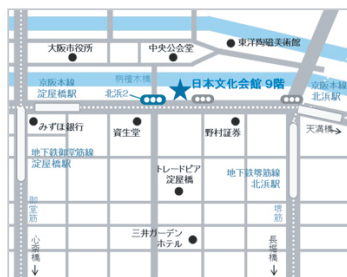 大阪市役所
中央公会堂
東洋陶磁美術館
栴檀木橋
日本文化会館 9階
京阪本線
淀屋橋駅
北浜2
京阪本線
北浜駅
天満橋
みずほ銀行
資生堂
野村証券
地下鉄御堂筋線
淀屋橋駅
トレードピア
淀屋橋
地下鉄堺筋線
北浜駅
御堂筋
堺筋
三井ガーデン
ホテル
心斎橋
長堀橋